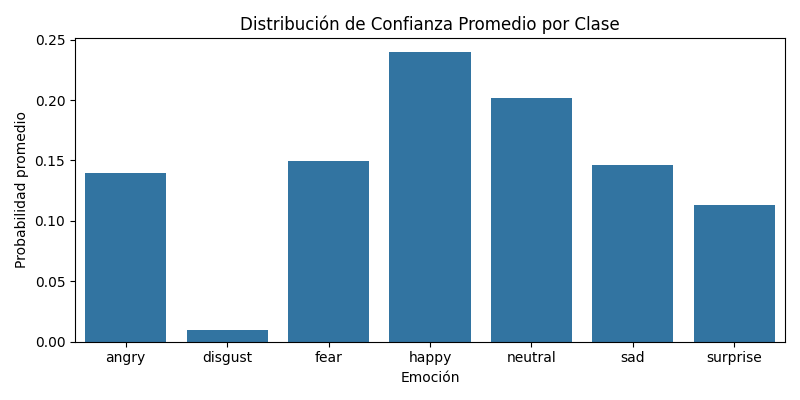 Distribución de Confianza Promedio por Clase
Probabilidad promedio
0.25
0.20
0.15
0.10
0.05
0.00
angry disgust fear happy neutral sad surprise
Emoción